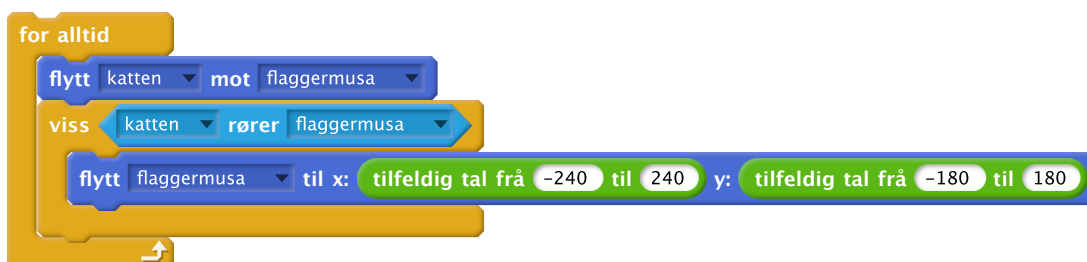 for alltid
flytt katten mot flaggermusa
viss katten rører flaggermusa
flytt flaggermusa til x: tilfeldig tal frå -240 til 240 y: tilfeldig tal frå -180 til 180